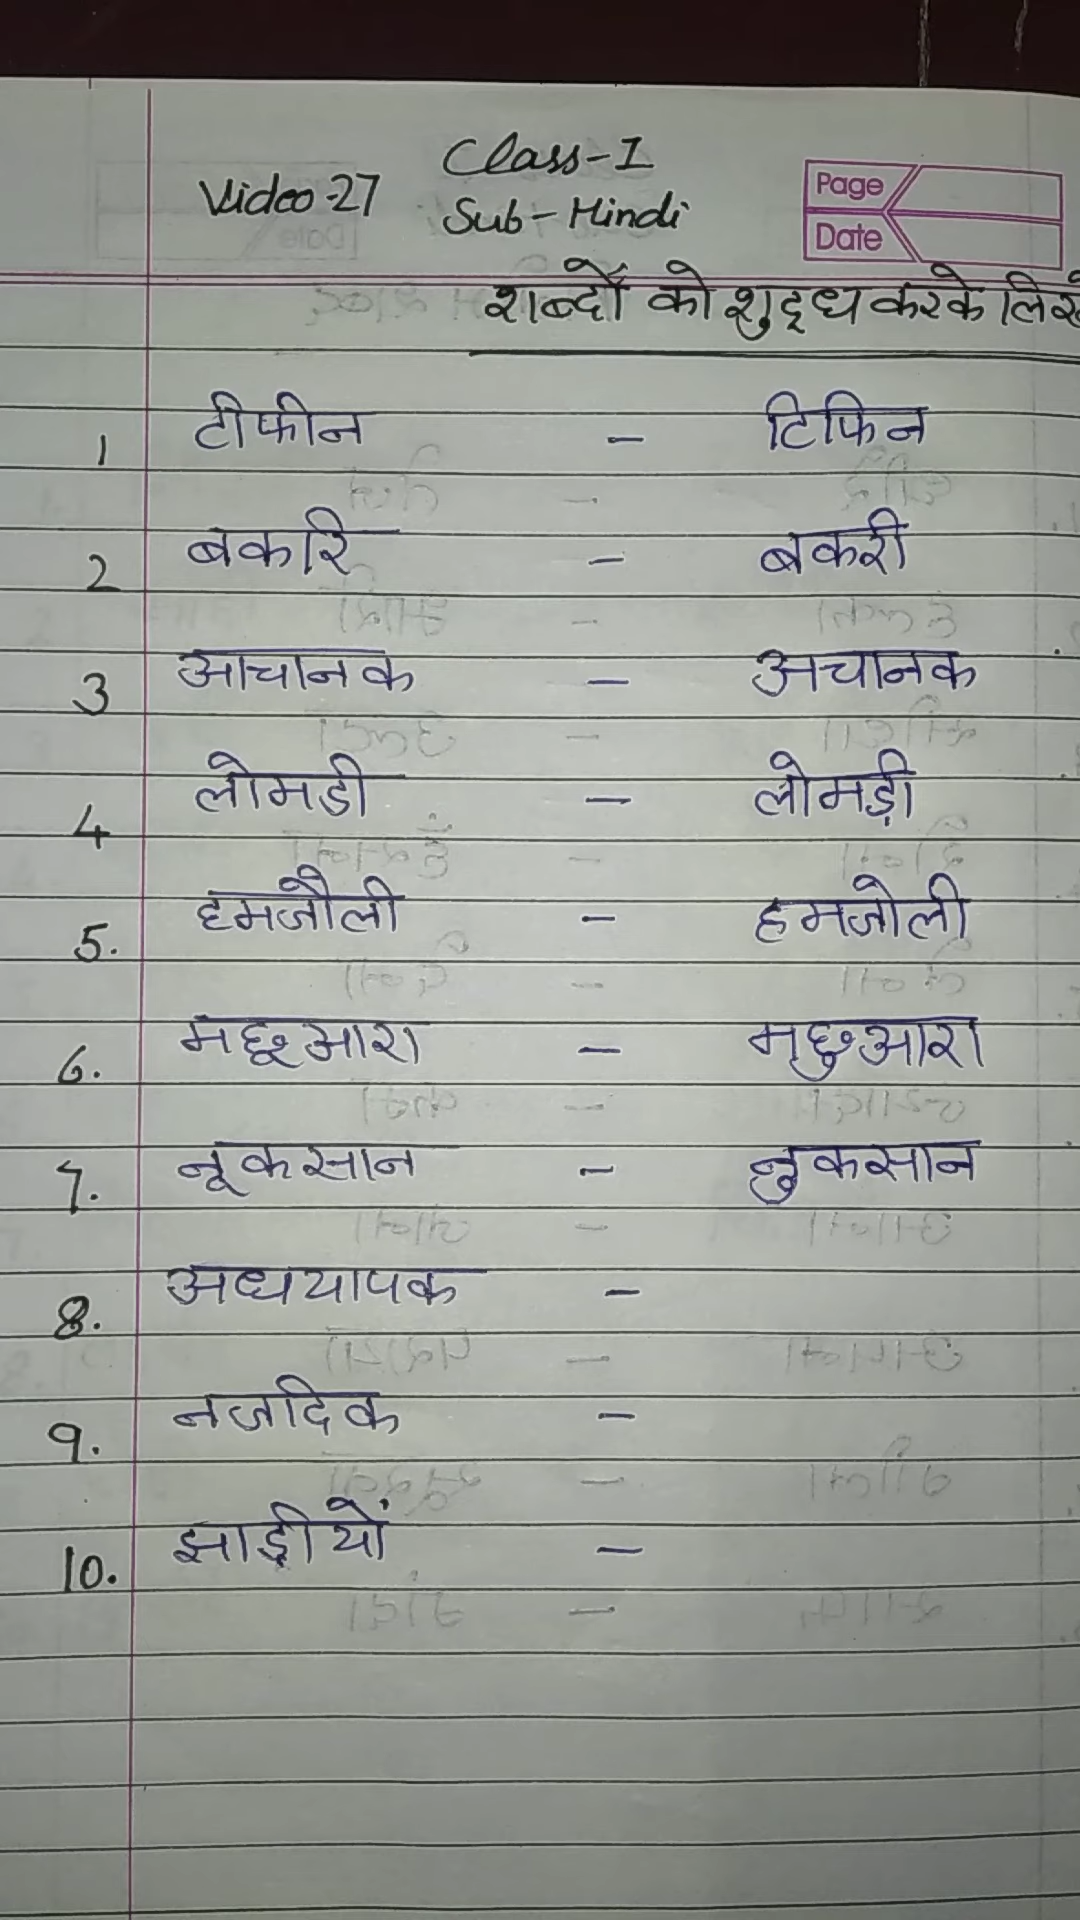 Class-I
Video-27
Sub-Hindi
Page
Date
शब्दों को शुद्ध करके लिखे
1 टीफीन - टिफिन
2 बकरि - बकरी
3 आचानक - अचानक
4 लोमडी - लोमड़ी
5. हमजौली - हमजोली
6. मछूआरा - मछुआरा
7. नूकसान - नुकसान
8. अधयापक -
9. नजदिक -
10. झाड़ीयों -